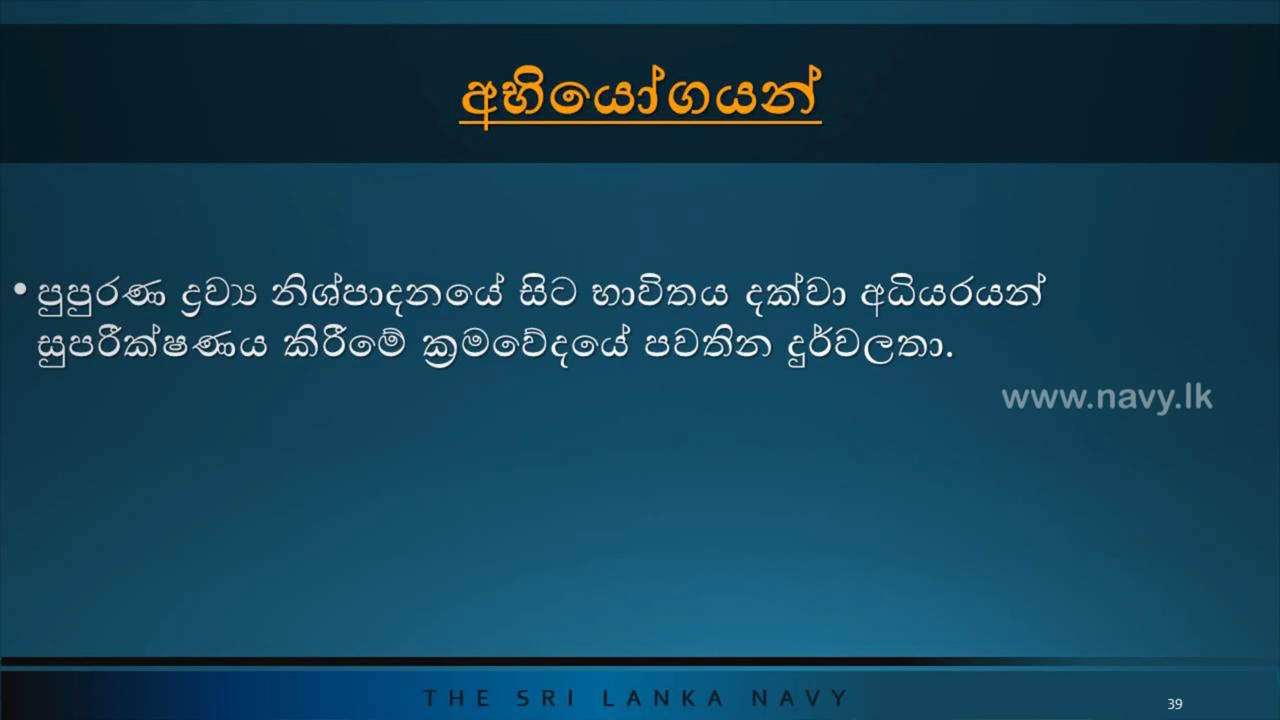 අභියෝගයන්
• පුපුරණ ද්‍රව්‍ය නිශ්පාදනයේ සිට භාවිතය දක්වා අධියරයන්
සුපරීක්ෂණය කිරීමේ ක්‍රමවේදයේ පවතින දුර්වලතා.
www.navy.lk
THE SRI LANKA NAVY
39